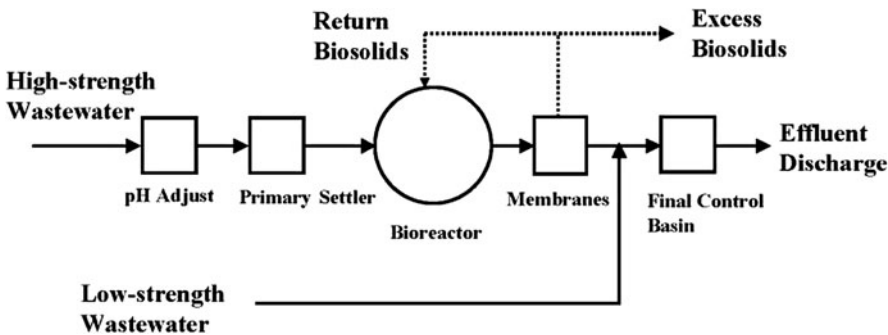 Return
Biosolids
Excess
Biosolids
High-strength
Wastewater
pH Adjust
Primary Settler
Bioreactor
Membranes
Final Control
Basin
Effluent
Discharge
Low-strength
Wastewater